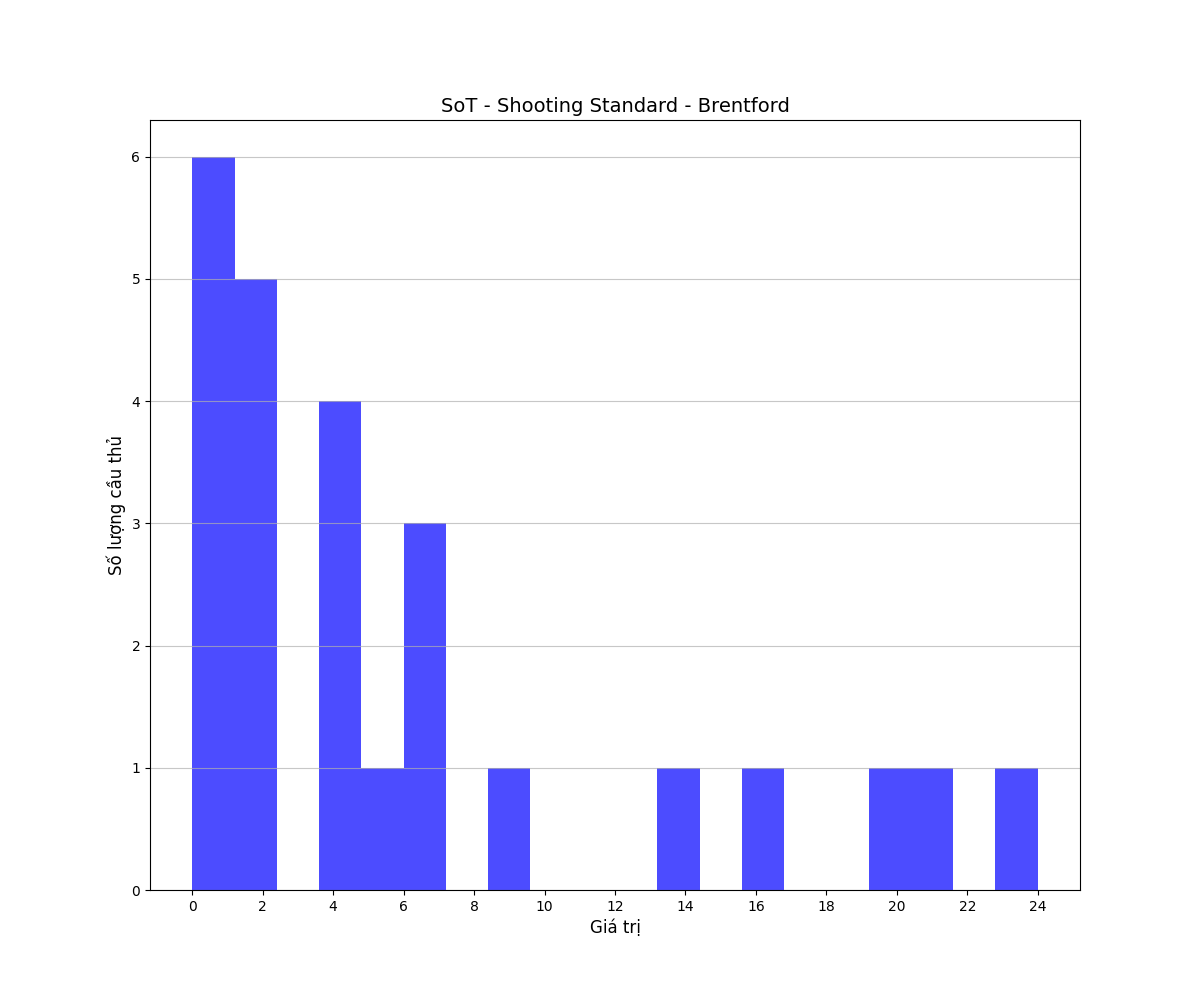 SoT - Shooting Standard - Brentford
6
5
4
3
2
1
0
Số lượng cầu thủ
0 2 4 6 8 10 12 14 16 18 20 22 24
Giá trị